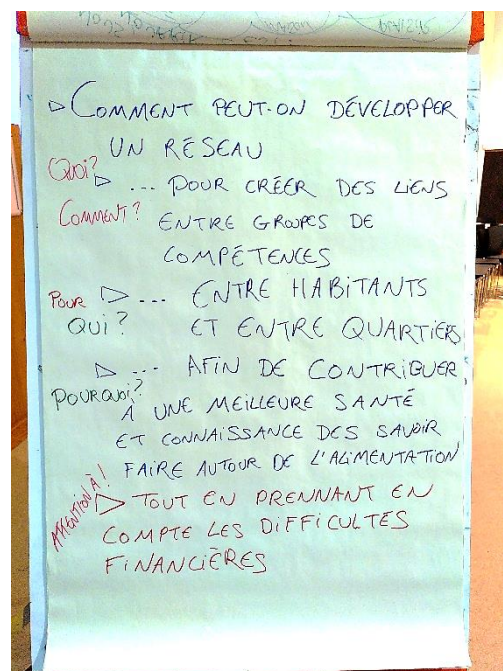 ▷ COMMENT PEUT-ON DÉVELOPPER
UN RÉSEAU
Quoi?
▷ ... POUR CRÉER DES LIENS
COMMENT?
ENTRE GROUPES DE
COMPÉTENCES
POUR QUI?
▷ ... ENTRE HABITANTS
ET ENTRE QUARTIERS
POURQUOI?
▷ ... AFIN DE CONTRIBUER
À UNE MEILLEURE SANTÉ
ET CONNAISSANCE DES SAVOIR
FAIRE AUTOUR DE L'ALIMENTATION
ATTENTION À!
▷ TOUT EN PRENNANT EN
COMPTE LES DIFFICULTÉS
FINANCIÈRES